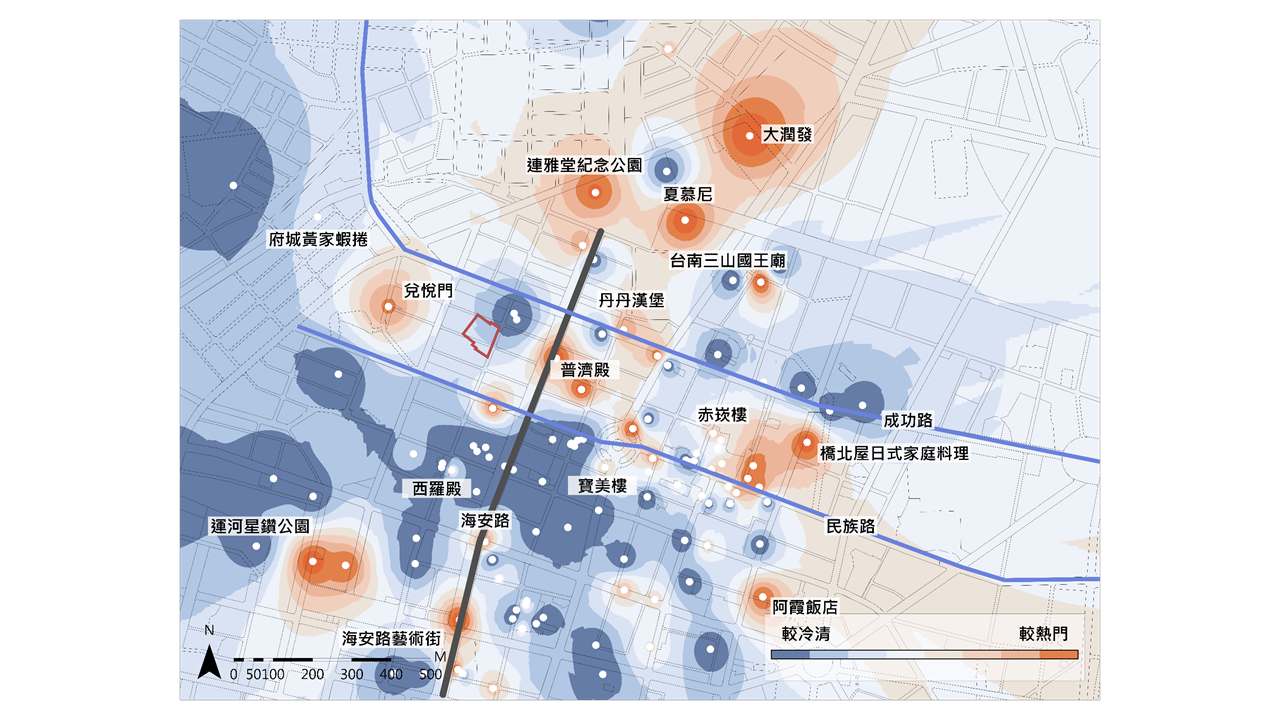 大潤發
連雅堂紀念公園
夏慕尼
府城黃家蝦捲
台南三山國王廟
兌悅門
丹丹漢堡
普濟殿
赤崁樓
成功路
橋北屋日式家庭料理
西羅殿
寶美樓
海安路
運河星鑽公園
民族路
阿霞飯店
較冷清 較熱門
海安路藝術街
N
M
0 50100 200 300 400 500